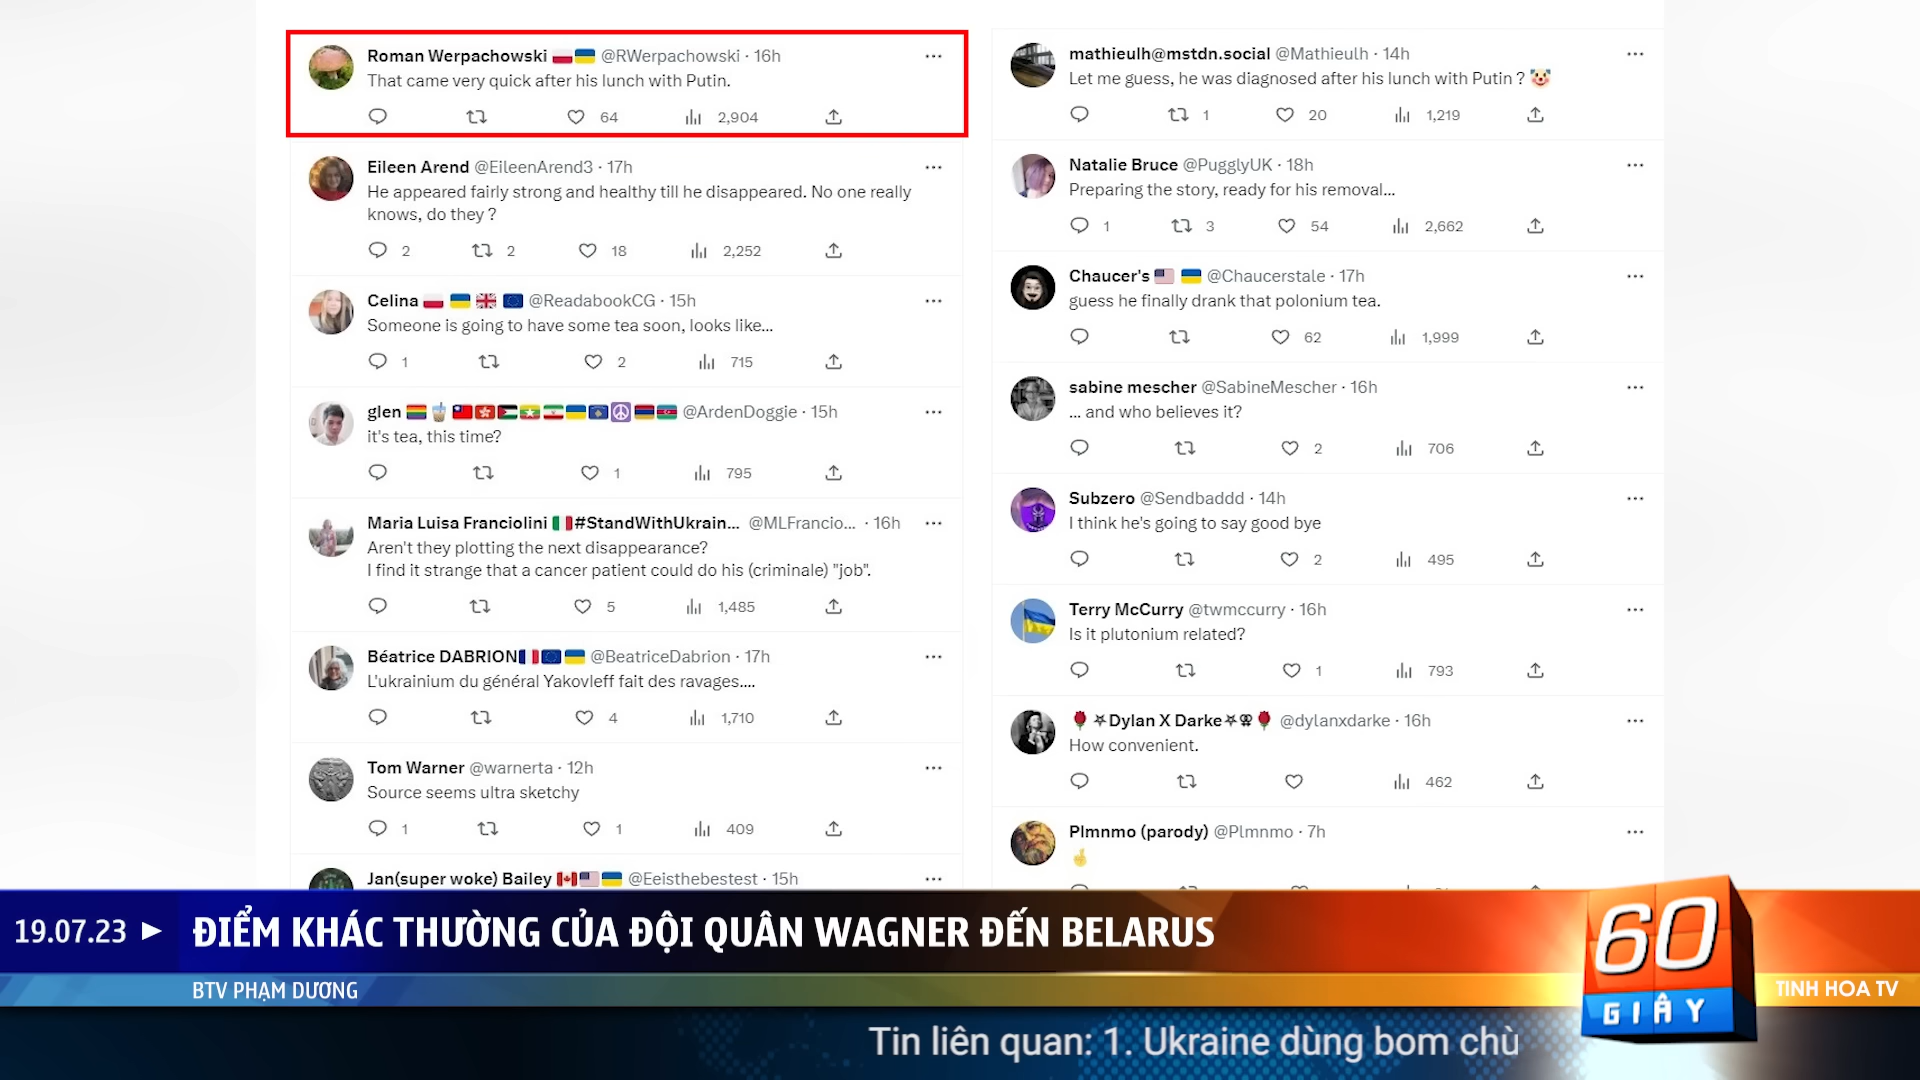 Roman Werpachowski @RWerpachowski · 16h
That came very quick after his lunch with Putin.
64 2,904
Eileen Arend @EileenArend3 · 17h
He appeared fairly strong and healthy till he disappeared. No one really
knows, do they ?
2 2 18 2,252
Celina @ReadabookCG · 15h
Someone is going to have some tea soon, looks like...
1 2 715
glen @ArdenDoggie · 15h
it's tea, this time?
1 795
Maria Luisa Franciolini #StandWithUkrain... @MLFrancio... · 16h
Aren't they plotting the next disappearance?
I find it strange that a cancer patient could do his (criminale) "job".
5 1,485
Béatrice DABRION @BeatriceDabrion · 17h
L'ukrainium du général Yakovleff fait des ravages....
4 1,710
Tom Warner @warnerta · 12h
Source seems ultra sketchy
1 1 409
Jan(super woke) Bailey @Eeisthebestest · 15h
mathieulh@mstdn.social @Mathieulh · 14h
Let me guess, he was diagnosed after his lunch with Putin ? 🤡
1 20 1,219
Natalie Bruce @PugglyUK · 18h
Preparing the story, ready for his removal...
1 3 54 2,662
Chaucer's @Chaucerstale · 17h
guess he finally drank that polonium tea.
62 1,999
sabine mescher @SabineMescher · 16h
... and who believes it?
2 706
Subzero @Sendbaddd · 14h
I think he's going to say good bye
2 495
Terry McCurry @twmccurry · 16h
Is it plutonium related?
1 793
Dylan X Darke @dylanxdarke · 16h
How convenient.
462
Plmnmo (parody) @Plmnmo · 7h
19.07.23 ĐIỂM KHÁC THƯỜNG CỦA ĐỘI QUÂN WAGNER ĐẾN BELARUS
BTV PHẠM DƯƠNG
60
GIÂY
TINH HOA TV
Tin liên quan: 1. Ukraine dùng bom chù